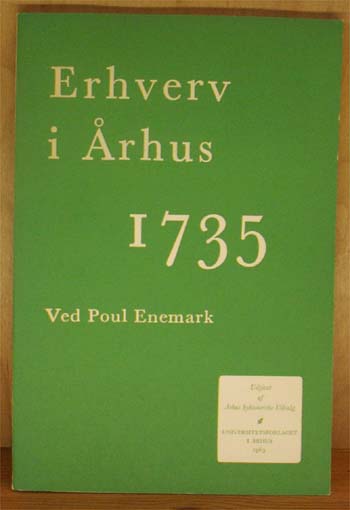 Erhverv
i Århus
1735
Ved Poul Enemark
Udgivet
af
Århus byhistoriske Udvalg
UNIVERSITETSFORLAGET
I ÅRHUS